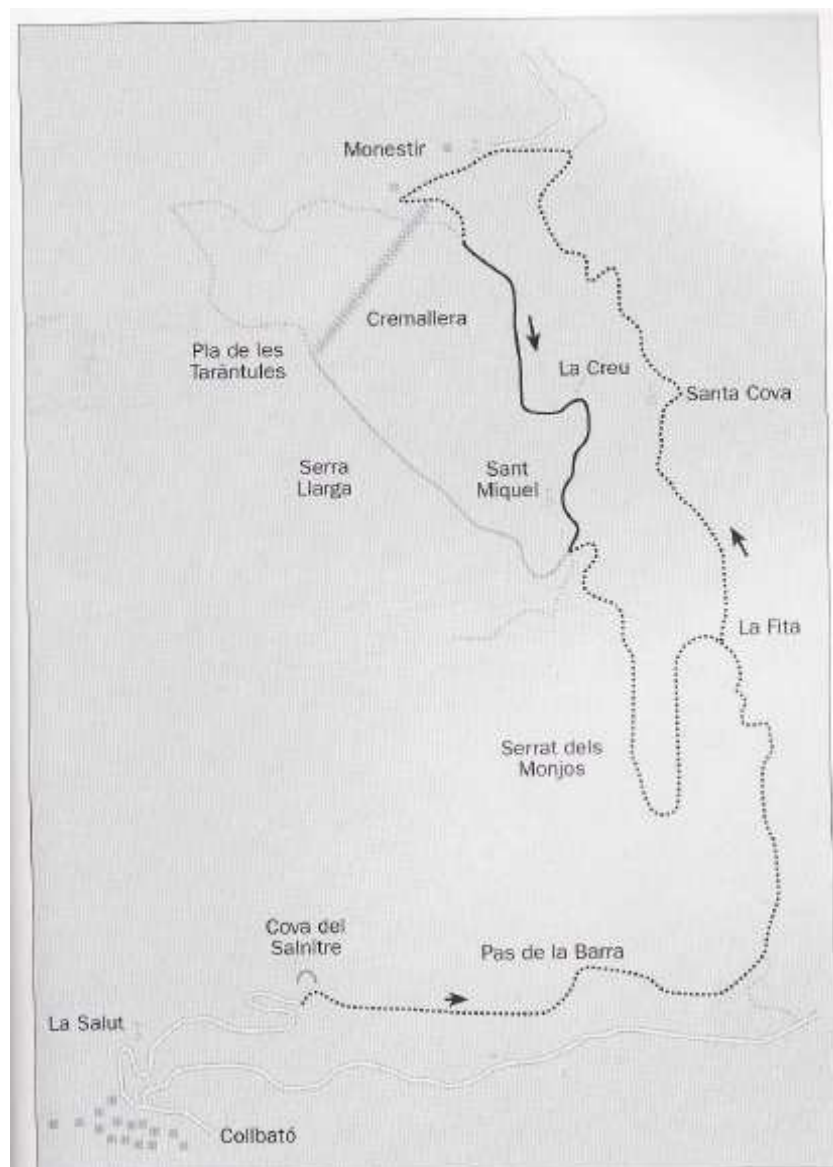 Monestir
Cremallera
Pla de les
Taràntules
La Creu
Santa Cova
Serra
Llarga
Sant
Miquel
La Fita
Serrat dels
Monjos
Cova del
Salnitre
Pas de la Barra
La Salut
Collbató